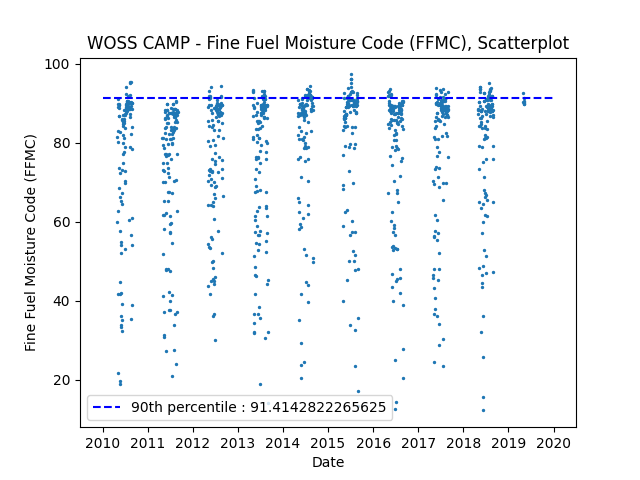 WOSS CAMP - Fine Fuel Moisture Code (FFMC), Scatterplot
Fine Fuel Moisture Code (FFMC)
100
80
60
40
20
90th percentile : 91.4142822265625
2010 2011 2012 2013 2014 2015 2016 2017 2018 2019 2020
Date